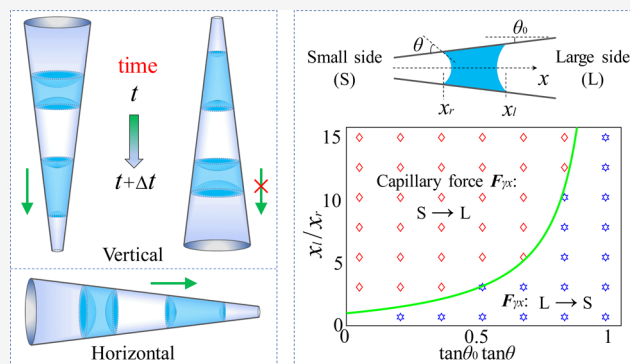 time
t
t+Δt
Vertical
Horizontal
θ
θ0
Small side
(S)
Large side
(L)
x
xr
xl
15
10
5
0
xl/xr
Capillary force Fγx:
S → L
Fγx: L → S
0
0.5
1
tanθ0 tanθ